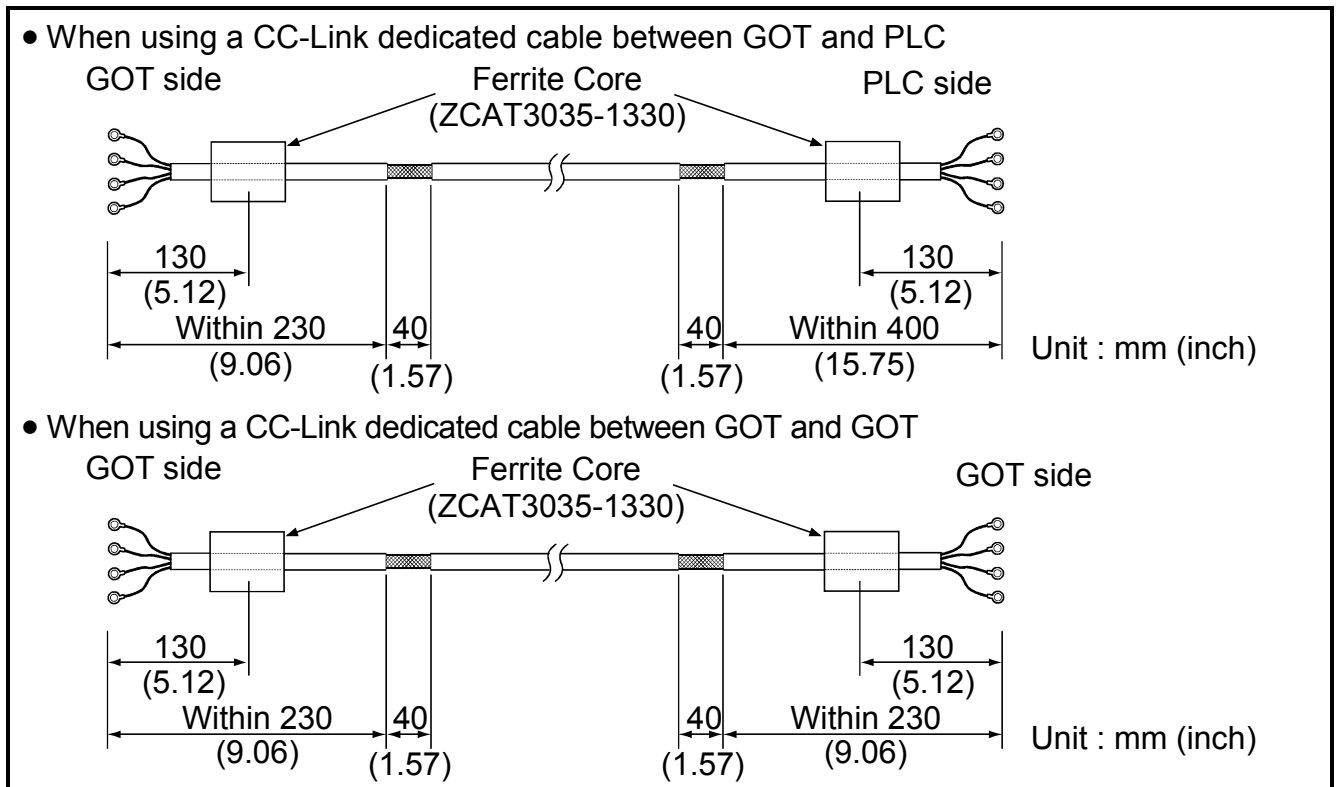 • When using a CC-Link dedicated cable between GOT and PLC
GOT side
Ferrite Core
(ZCAT3035-1330)
PLC side
130
(5.12)
130
(5.12)
Within 230
(9.06)
40
(1.57)
40
(1.57)
Within 400
(15.75)
Unit : mm (inch)
• When using a CC-Link dedicated cable between GOT and GOT
GOT side
Ferrite Core
(ZCAT3035-1330)
GOT side
130
(5.12)
130
(5.12)
Within 230
(9.06)
40
(1.57)
40
(1.57)
Within 230
(9.06)
Unit : mm (inch)